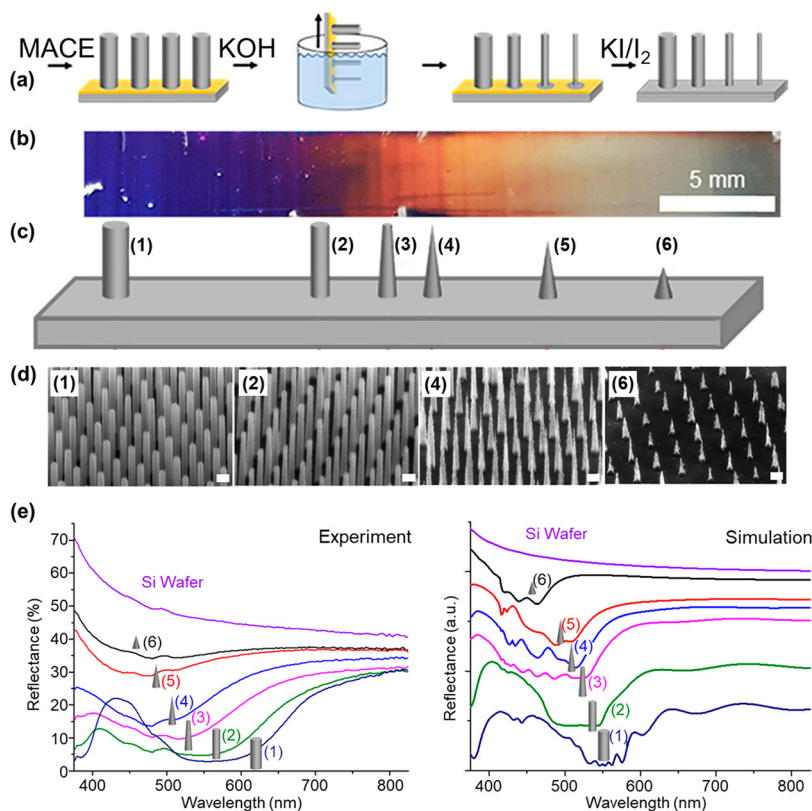 MACE KOH KI/I₂
(a)
(b)
5 mm
(c)
(1) (2) (3) (4) (5) (6)
(d) (1) (2) (4) (6)
(e)
Experiment
Si Wafer
(6)
(5)
(4)
(3)
(2)
(1)
70
60
50
40
30
20
10
0
Reflectance (%)
400 500 600 700 800
Wavelength (nm)
Simulation
Si Wafer
(6)
(5)
(4)
(3)
(2)
(1)
Reflectance (a.u.)
400 500 600 700 800
Wavelength (nm)